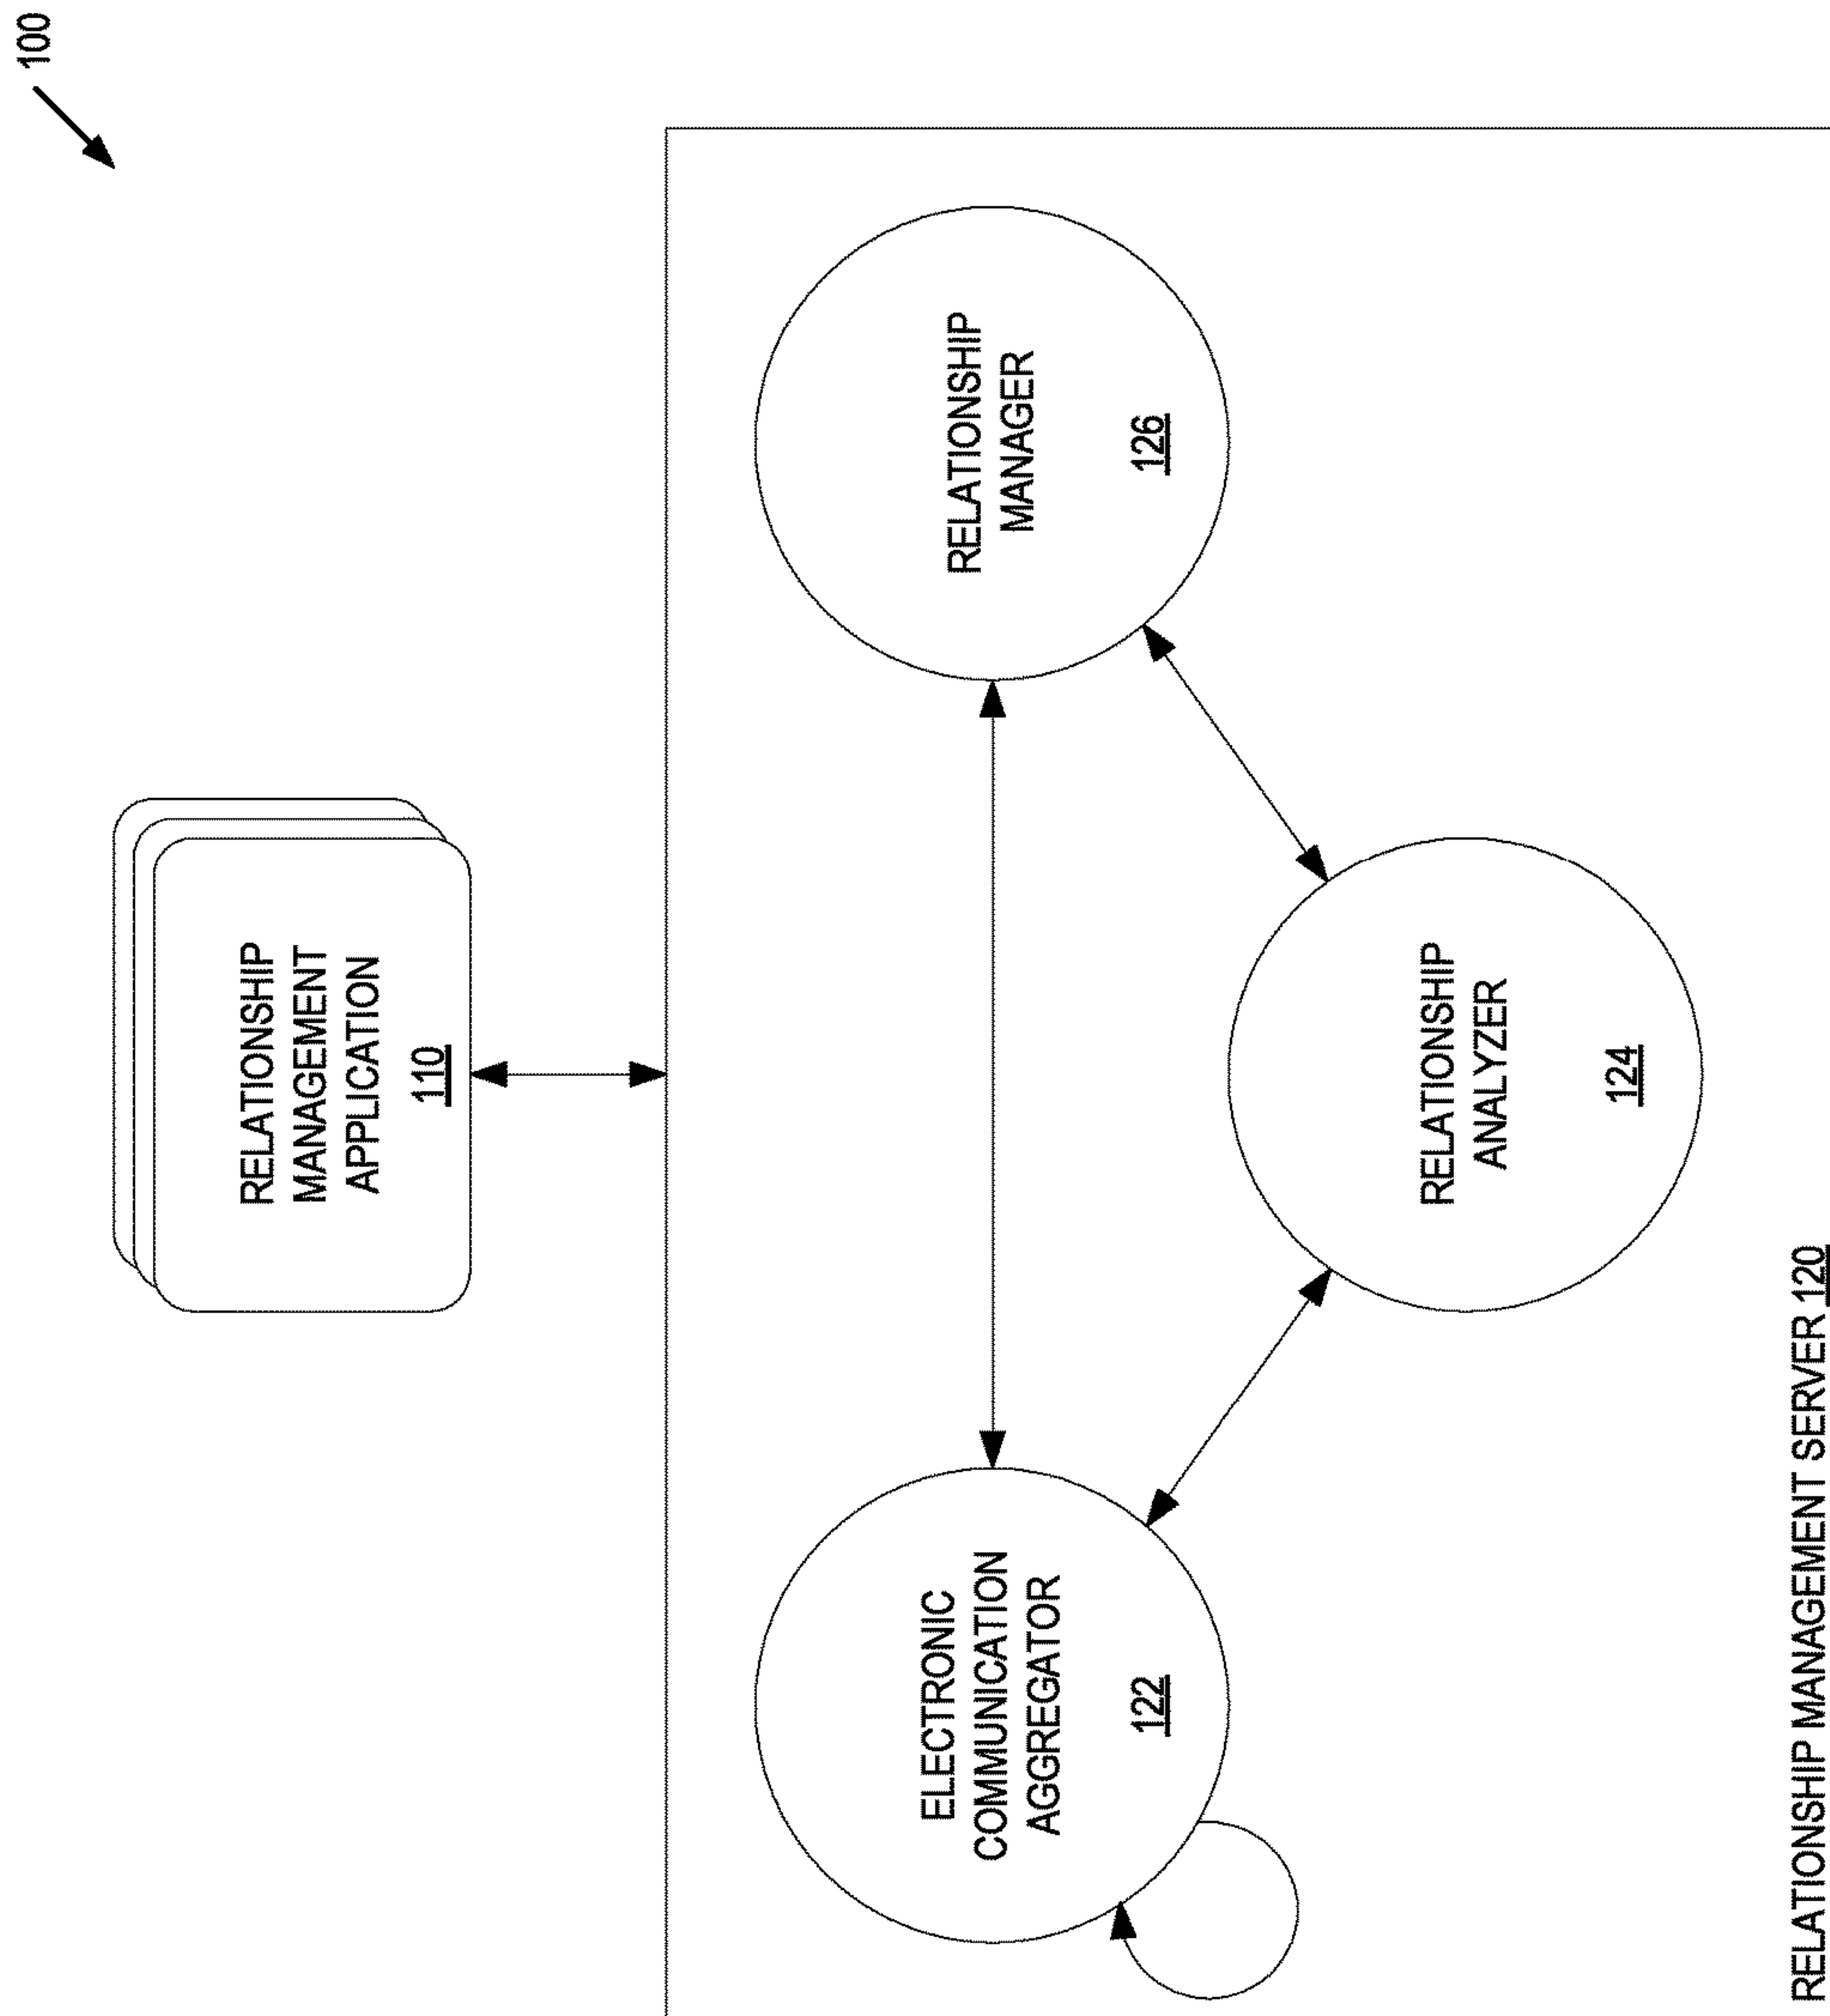 100
RELATIONSHIP
MANAGEMENT
APPLICATION
110
ELECTRONIC
COMMUNICATION
AGGREGATOR
122
RELATIONSHIP
MANAGER
126
RELATIONSHIP
ANALYZER
124
RELATIONSHIP MANAGEMENT SERVER 120